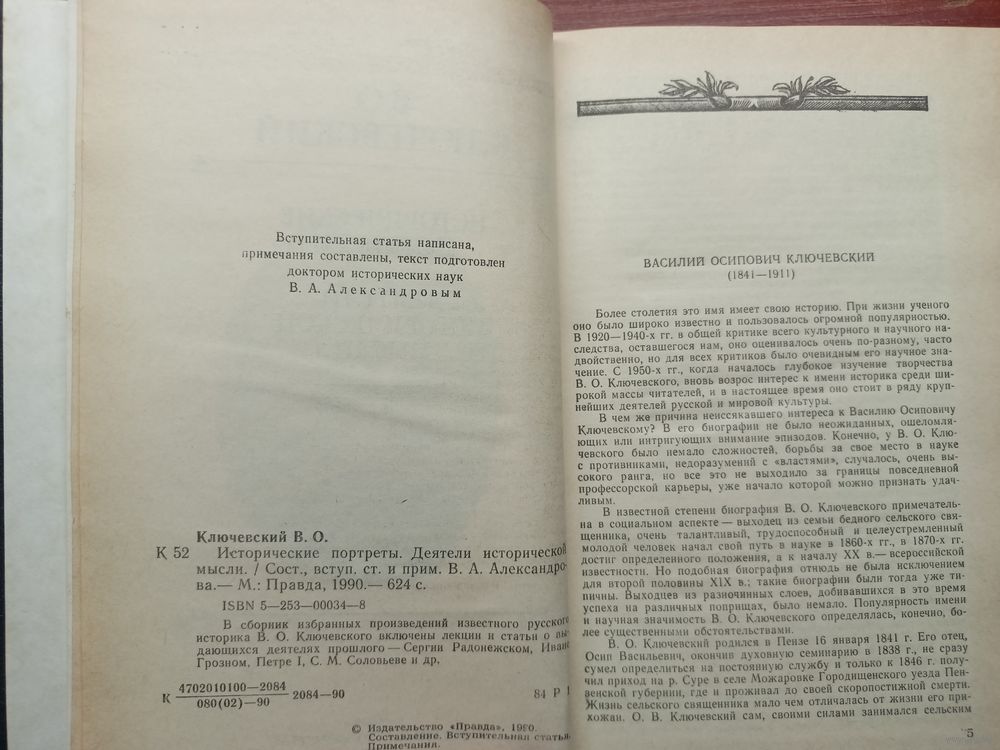 Вступительная статья написана,
примечания составлены, текст подготовлен
доктором исторических наук
В. А. Александровым
Ключевский В. О.
К 52 Исторические портреты. Деятели исторической
мысли. / Сост., вступ. ст. и прим. В. А. Александро-
ва.— М.: Правда, 1990.— 624 с.
ISBN 5—253—00034—8
В сборник избранных произведений известного русского
историка В. О. Ключевского включены лекции и статьи о вы-
дающихся деятелях прошлого — Сергии Радонежском, Иване
Грозном, Петре I, С. М. Соловьеве и др.
К 4702010100—2084
080(02)—90
2084—90
84 Р 1
© Издательство «Правда», 1990.
Составление. Вступительная статья.
Примечания.
ВАСИЛИЙ ОСИПОВИЧ КЛЮЧЕВСКИЙ
(1841—1911)
Более столетия это имя имеет свою историю. При жизни ученого
оно было широко известно и пользовалось огромной популярностью.
В 1920—1940-х гг. в общей критике всего культурного и научного на-
следства, оставшегося нам, оно оценивалось очень по-разному, часто
двойственно, но для всех критиков было очевидным его научное зна-
чение. С 1950-х гг., когда началось глубокое изучение творчества
В. О. Ключевского, вновь возрос интерес к имени историка среди ши-
рокой массы читателей, и в настоящее время оно стоит в ряду круп-
нейших деятелей русской и мировой культуры.
В чем же причина неиссякавшего интереса к Василию Осиповичу
Ключевскому? В его биографии не было неожиданных, ошеломля-
ющих или интригующих внимание эпизодов. Конечно, у В. О. Клю-
чевского было немало сложностей, борьбы за свое место в науке
с противниками, недоразумений с «властями», случалось, очень вы-
сокого ранга, но все это не выходило за границы повседневной
профессорской карьеры, уже начало которой можно признать удач-
ливым.
В известной степени биография В. О. Ключевского примечатель-
на в социальном аспекте — выходец из семьи бедного сельского свя-
щенника, очень талантливый, трудоспособный и целеустремленный
молодой человек начал свой путь в науке в 1860-х гг., в 1870-х гг.
достиг определенного положения, а к началу XX в.— всероссийской
известности. Но подобная биография отнюдь не была исключением
для второй половины XIX в.; такие биографии были тогда уже ти-
пичны. Выходцев из разночинных слоев, добивавшихся в это время
успеха на различных поприщах, было немало. Популярность имени
и научная значимость В. О. Ключевского определялась, конечно, бо-
лее существенными обстоятельствами.
В. О. Ключевский родился в Пензе 16 января 1841 г. Его отец,
Осип Васильевич, окончив духовную семинарию в 1838 г., не сразу
сумел определиться на постоянную службу и только к 1846 г. полу-
чил приход на р. Суре в селе Можаровке Городищенского уезда Пен-
зенской губернии, где и проживал до своей скоропостижной смерти.
Жизнь сельского священника мало чем отличалась от жизни его при-
хожан. О. В. Ключевский сам, своими силами занимался сельским
5